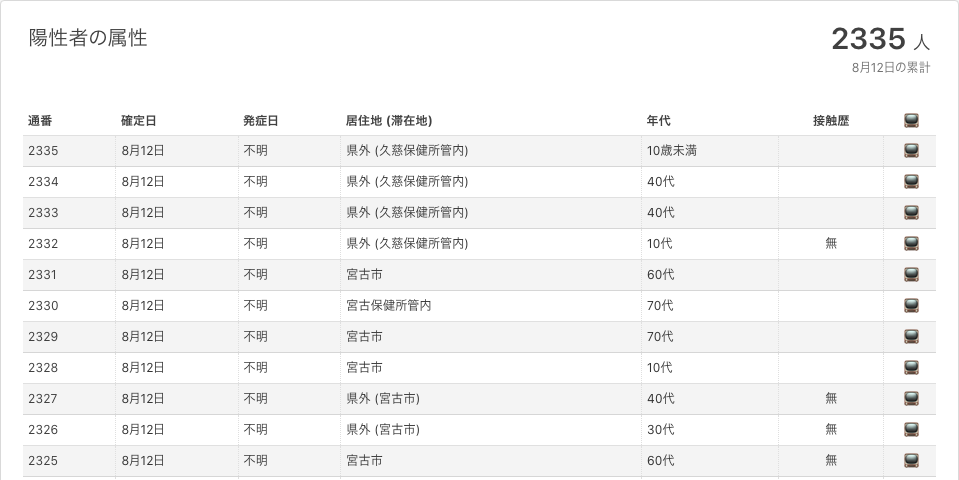 陽性者の属性
2335 人
8月12日の累計
通番 確定日 発症日 居住地 (滞在地) 年代 接触歴
2335 8月12日 不明 県外 (久慈保健所管内) 10歳未満
2334 8月12日 不明 県外 (久慈保健所管内) 40代
2333 8月12日 不明 県外 (久慈保健所管内) 40代
2332 8月12日 不明 県外 (久慈保健所管内) 10代 無
2331 8月12日 不明 宮古市 60代
2330 8月12日 不明 宮古保健所管内 70代
2329 8月12日 不明 宮古市 70代
2328 8月12日 不明 宮古市 10代
2327 8月12日 不明 県外 (宮古市) 40代 無
2326 8月12日 不明 県外 (宮古市) 30代 無
2325 8月12日 不明 宮古市 60代 無